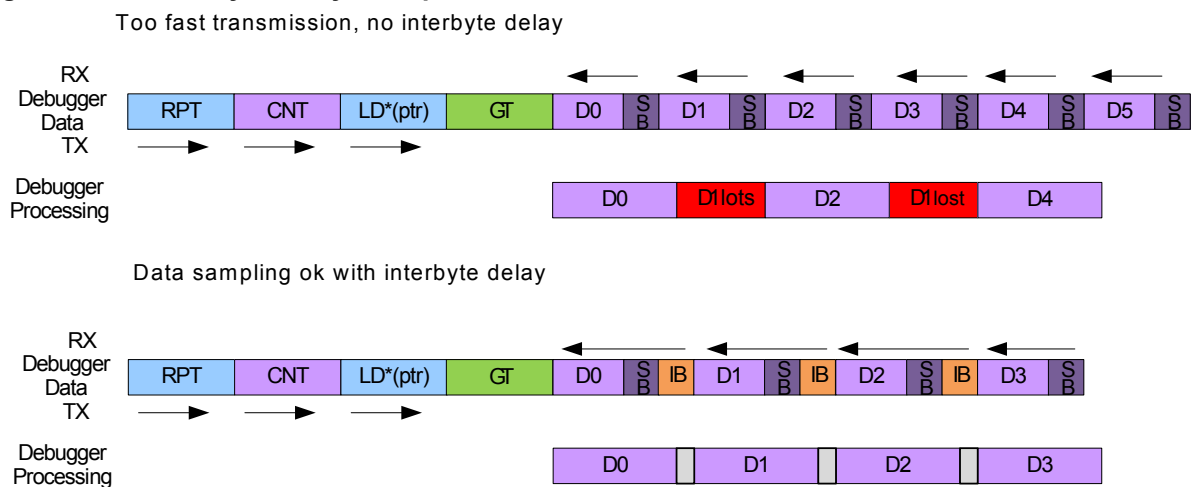 Too fast transmission, no interbyte delay
RX
Debugger
Data
TX
RPT CNT LD*(ptr) GT D0 SB D1 SB D2 SB D3 SB D4 SB D5 SB
Debugger
Processing
D0 D1lots D2 D1lost D4
Data sampling ok with interbyte delay
RX
Debugger
Data
TX
RPT CNT LD*(ptr) GT D0 SB IB D1 SB IB D2 SB IB D3 SB
Debugger
Processing
D0 D1 D2 D3